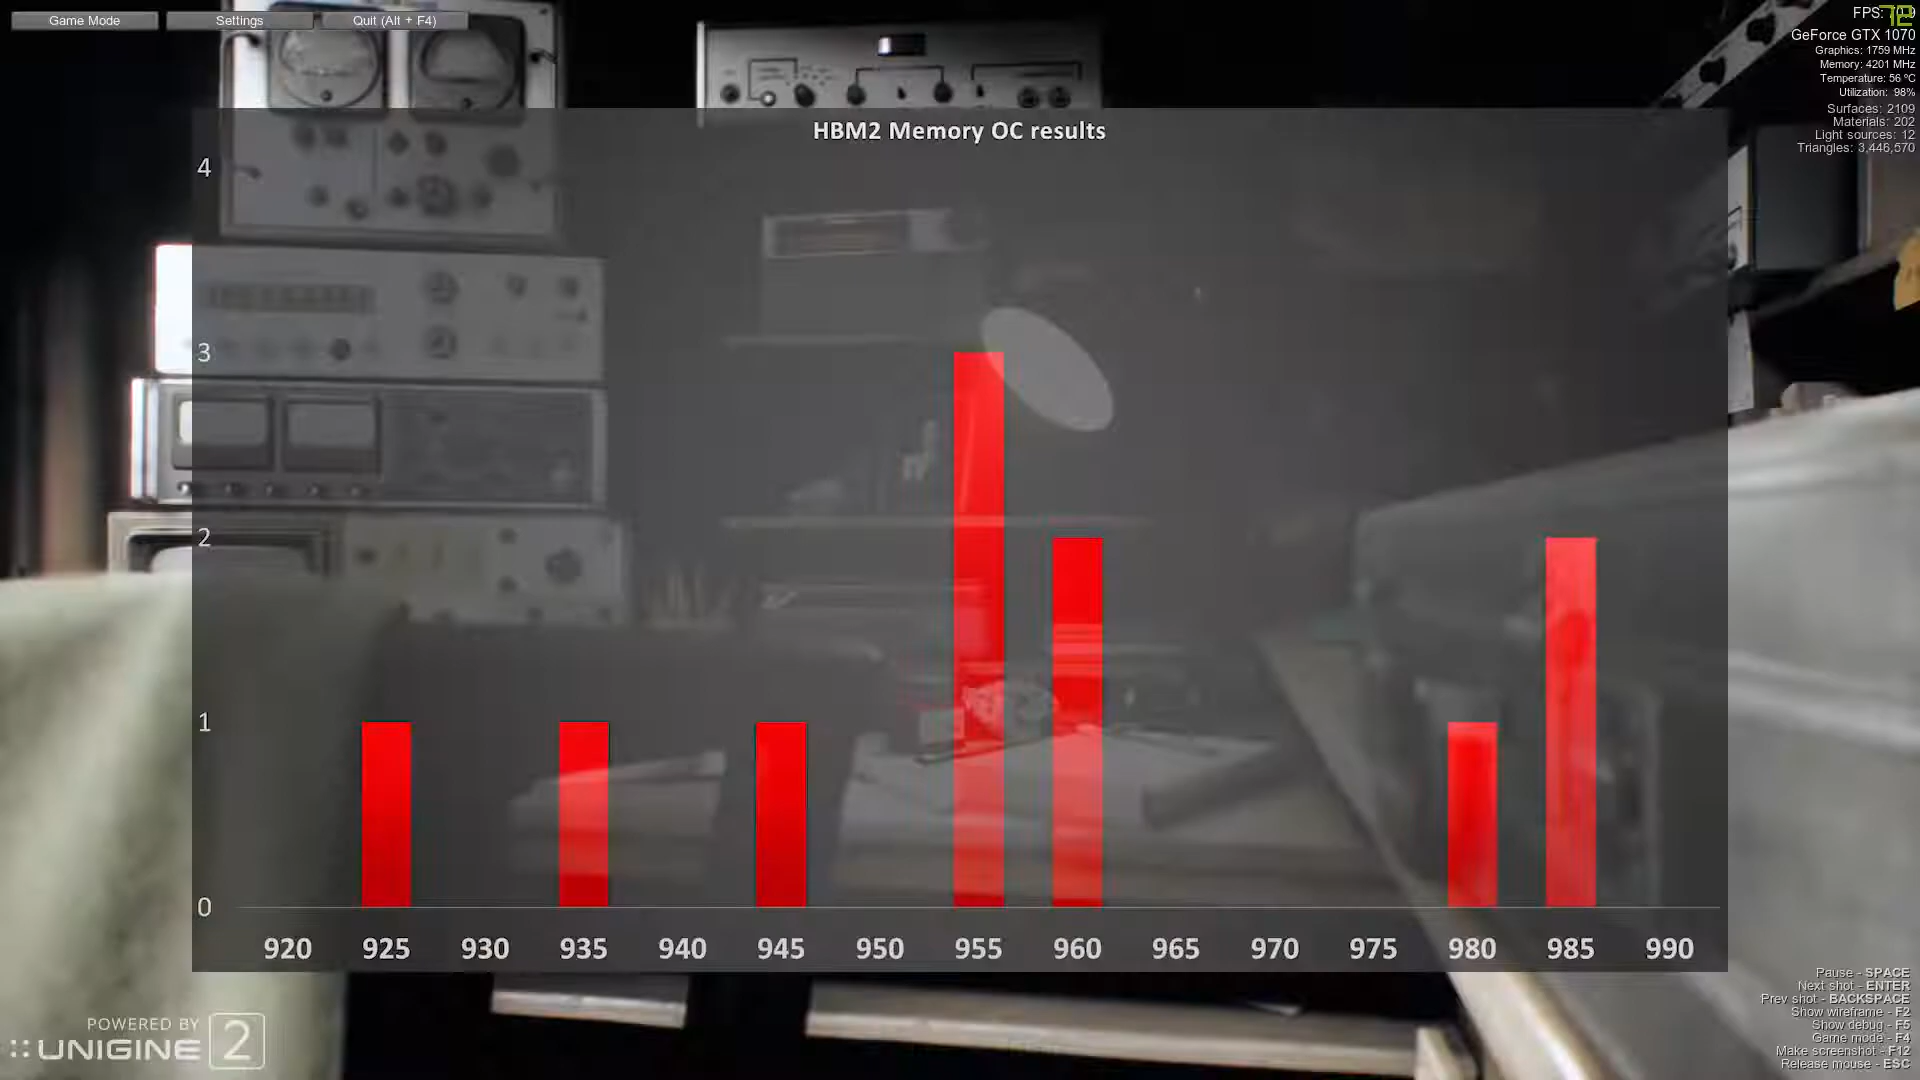 Game Mode Settings Quit (Alt + F4)
GeForce GTX 1070
Graphics: 1759 MHz
Memory: 4201 MHz
Temperature: 56 ºC
Utilization: 98%
Surfaces: 2109
Materials: 202
Light sources: 12
Triangles: 3,446,570
HBM2 Memory OC results
4
3
2
1
0
920 925 930 935 940 945 950 955 960 965 970 975 980 985 990
Pause - SPACE
Next shot - ENTER
Prev shot - BACKSPACE
Show wireframe - F2
Show debug - F5
Game mode - F4
Make screenshot - F12
Release mouse - ESC
POWERED BY
UNIGINE 2